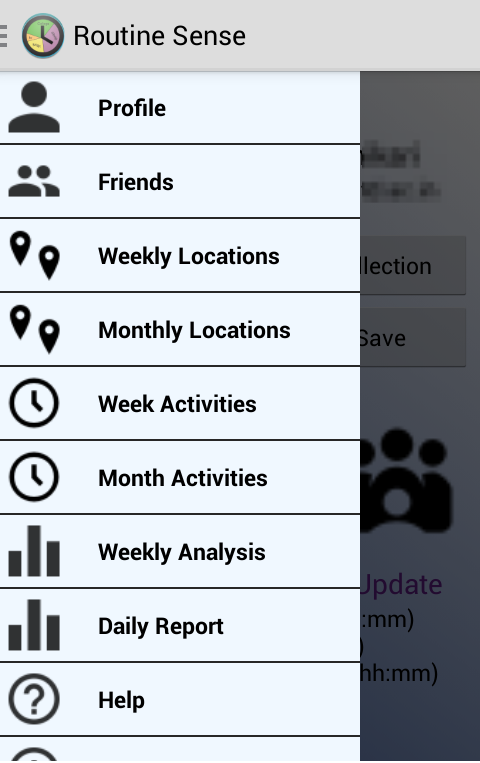 Routine Sense
Profile
Friends
Weekly Locations
llection
Monthly Locations
Save
Week Activities
Month Activities
Weekly Analysis
Update
Daily Report
:mm)
)
hh:mm)
Help